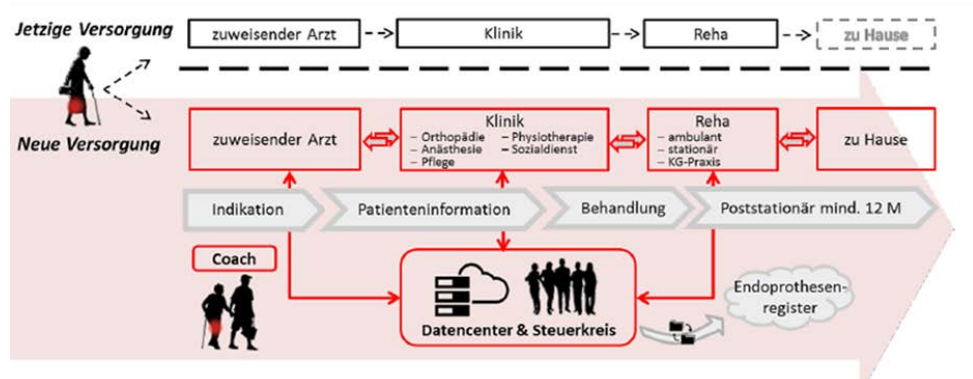 Jetzige Versorgung
zuweisender Arzt
Klinik
Reha
zu Hause
Neue Versorgung
zuweisender Arzt
Klinik
– Orthopädie
– Anästhesie
– Pflege
– Physiotherapie
– Sozialdienst
Reha
– ambulant
– stationär
– KG-Praxis
zu Hause
Indikation
Patienteninformation
Behandlung
Poststationär mind. 12 M
Coach
Datencenter & Steuerkreis
Endoprothesen-
register